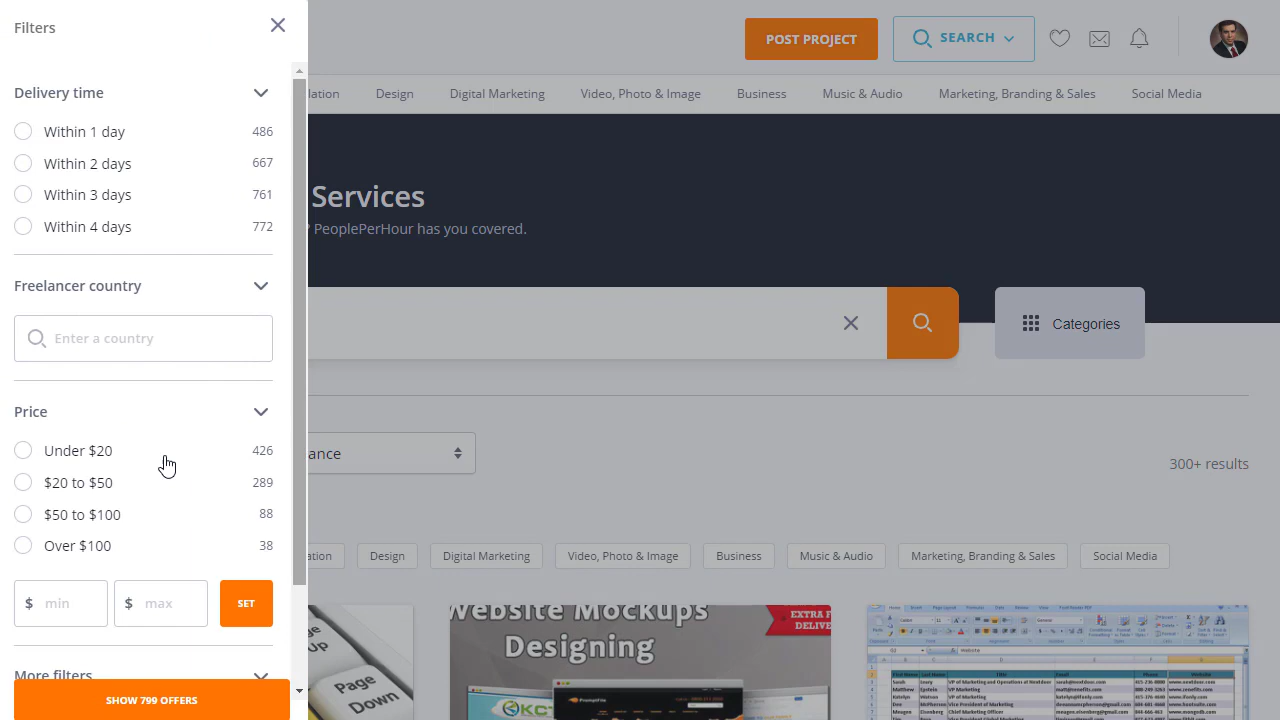 Filters
POST PROJECT
SEARCH
Delivery time
Within 1 day 486
Within 2 days 667
Within 3 days 761
Within 4 days 772
lation Design Digital Marketing Video, Photo & Image Business Music & Audio Marketing, Branding & Sales Social Media
Services
? PeoplePerHour has you covered.
Freelancer country
Enter a country
Categories
Price
Under $20 426
$20 to $50 289
$50 to $100 88
Over $100 38
$ min $ max SET
ance
300+ results
ation Design Digital Marketing Video, Photo & Image Business Music & Audio Marketing, Branding & Sales Social Media
More filters
SHOW 799 OFFERS
Page Up
Page Down
Website Mockups
Designing
EXTRA F
DELIVE